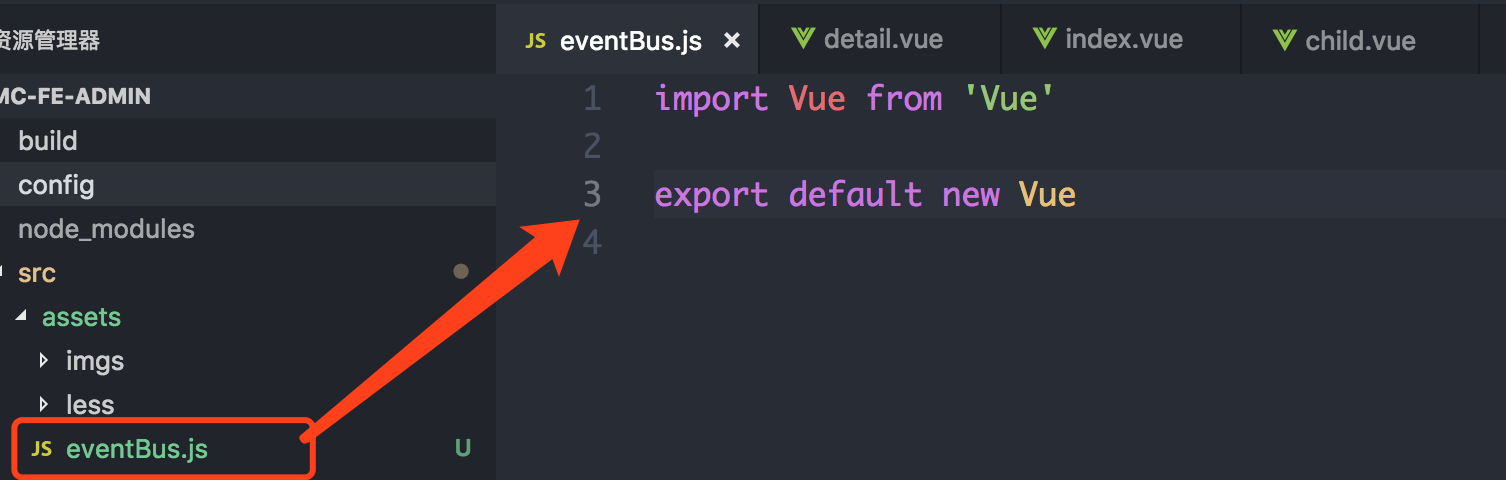 资源管理器
MC-FE-ADMIN
build
config
node_modules
src
assets
imgs
less
JS eventBus.js U
JS eventBus.js × detail.vue index.vue child.vue
1 import Vue from 'Vue'
2
3 export default new Vue
4